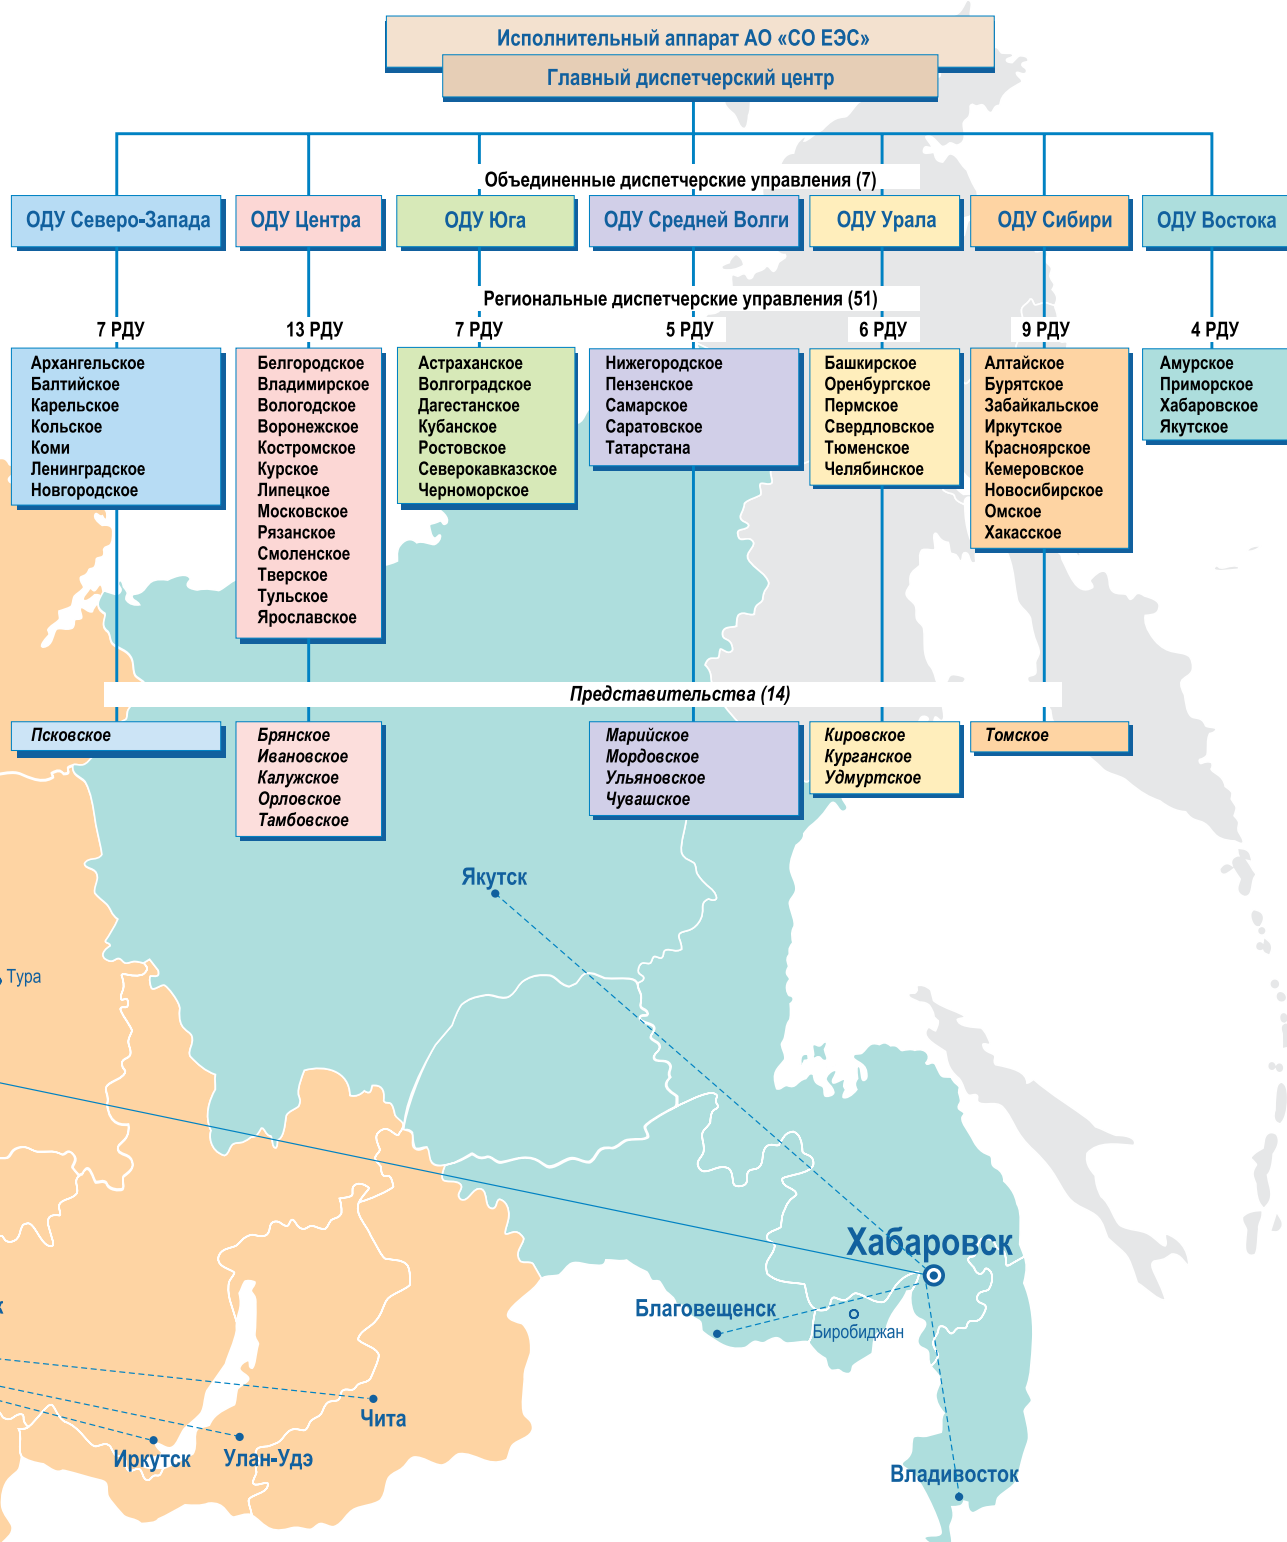 Исполнительный аппарат АО «СО ЕЭС»
Главный диспетчерский центр
Объединенные диспетчерские управления (7)
ОДУ Северо-Запада
ОДУ Центра
ОДУ Юга
ОДУ Средней Волги
ОДУ Урала
ОДУ Сибири
ОДУ Востока
Региональные диспетчерские управления (51)
7 РДУ
Архангельское
Балтийское
Карельское
Кольское
Коми
Ленинградское
Новгородское
13 РДУ
Белгородское
Владимирское
Вологодское
Воронежское
Костромское
Курское
Липецкое
Московское
Рязанское
Смоленское
Тверское
Тульское
Ярославское
7 РДУ
Астраханское
Волгоградское
Дагестанское
Кубанское
Ростовское
Северокавказское
Черноморское
5 РДУ
Нижегородское
Пензенское
Самарское
Саратовское
Татарстана
6 РДУ
Башкирское
Оренбургское
Пермское
Свердловское
Тюменское
Челябинское
9 РДУ
Алтайское
Бурятское
Забайкальское
Иркутское
Красноярское
Кемеровское
Новосибирское
Омское
Хакасское
4 РДУ
Амурское
Приморское
Хабаровское
Якутское
Представительства (14)
Псковское
Брянское
Ивановское
Калужское
Орловское
Тамбовское
Марийское
Мордовское
Ульяновское
Чувашское
Кировское
Курганское
Удмуртское
Томское
Якутск
Тура
Хабаровск
Благовещенск
Биробиджан
Чита
Иркутск
Улан-Удэ
Владивосток